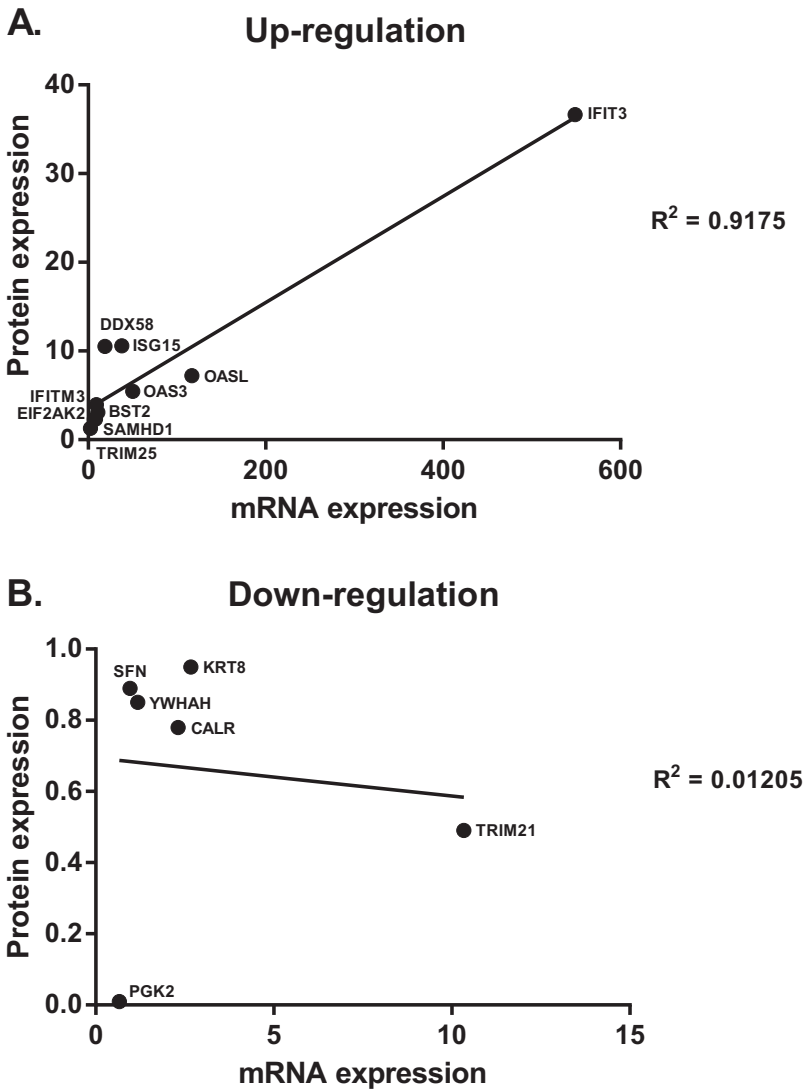 A.
Up-regulation
40
30
20
10
0
Protein expression
IFIT3
R² = 0.9175
DDX58
ISG15
OASL
OAS3
IFITM3
EIF2AK2
BST2
SAMHD1
TRIM25
0
200
400
600
mRNA expression
B.
Down-regulation
1.0
0.8
0.6
0.4
0.2
0.0
Protein expression
SFN
KRT8
YWHAH
CALR
R² = 0.01205
TRIM21
PGK2
0
5
10
15
mRNA expression